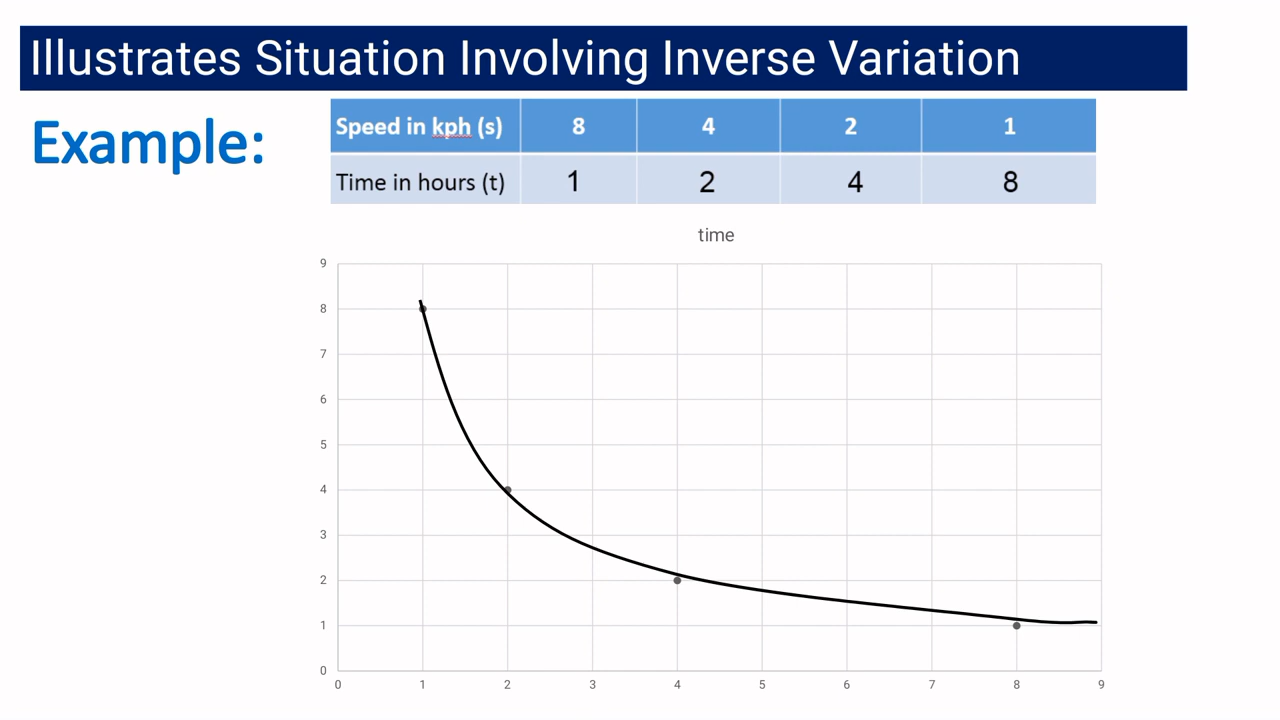 Illustrates Situation Involving Inverse Variation
Example:
Speed in kph (s) 8 4 2 1
Time in hours (t) 1 2 4 8
time
9
8
7
6
5
4
3
2
1
0
0 1 2 3 4 5 6 7 8 9